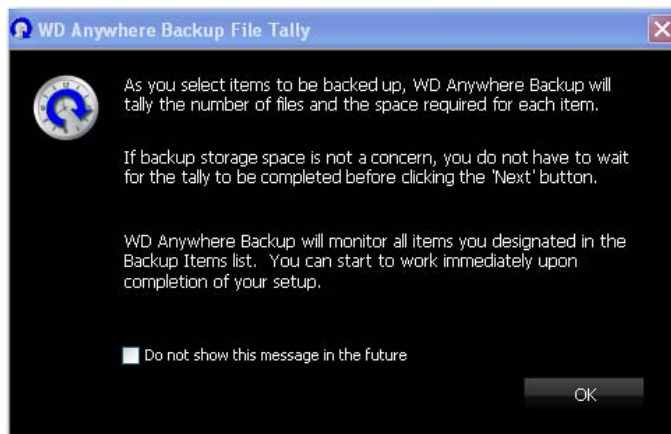 WD Anywhere Backup File Tally
As you select items to be backed up, WD Anywhere Backup will
tally the number of files and the space required for each item.
If backup storage space is not a concern, you do not have to wait
for the tally to be completed before clicking the 'Next' button.
WD Anywhere Backup will monitor all items you designated in the
Backup Items list. You can start to work immediately upon
completion of your setup.
Do not show this message in the future
OK